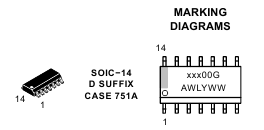 MARKING
DIAGRAMS
14
SOIC−14
D SUFFIX
CASE 751A
14
1
xxx00G
AWLYWW
1